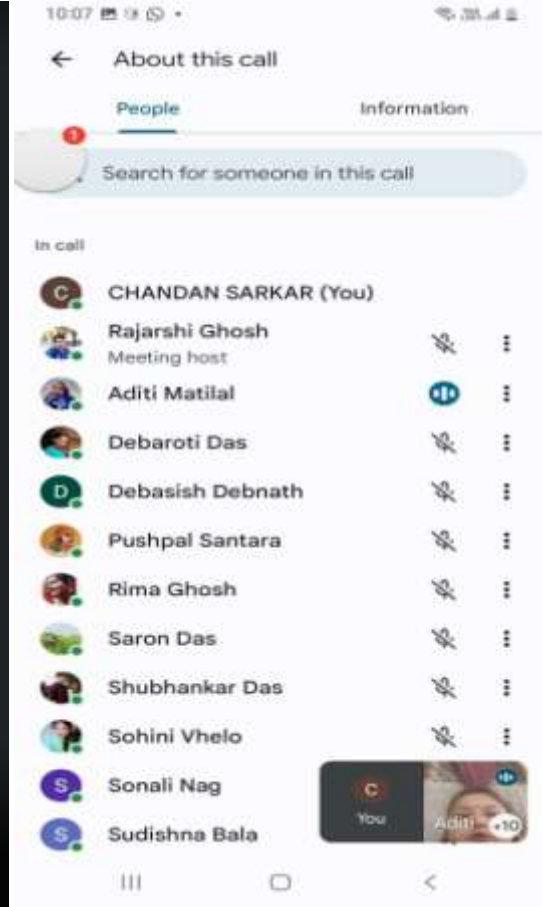 10:07
About this call
People
Information
1
Search for someone in this call
In call
C
CHANDAN SARKAR (You)
Rajarshi Ghosh
Meeting host
Aditi Matilal
Debaroti Das
D
Debasish Debnath
Pushpal Santara
Rima Ghosh
Saron Das
Shubhankar Das
Sohini Vhelo
S
Sonali Nag
C
You
Aditi
+10
S
Sudishna Bala